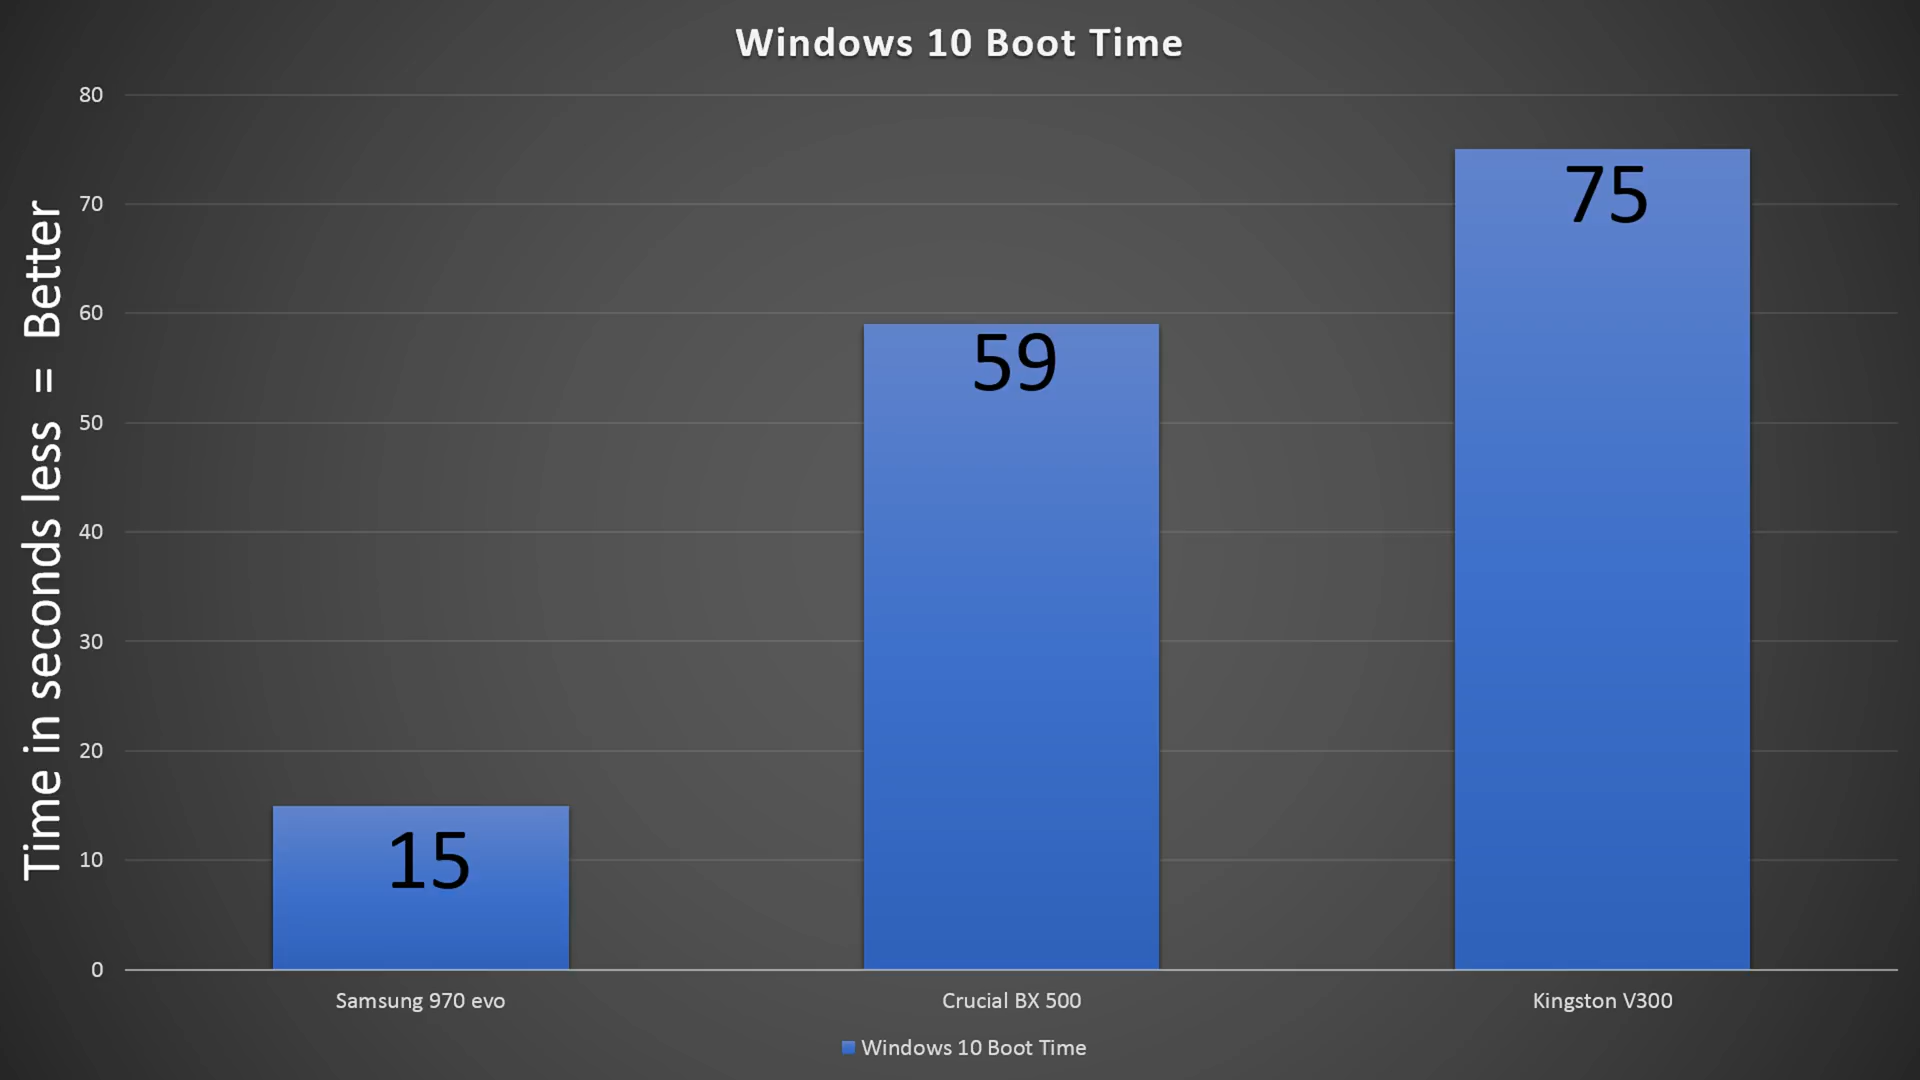 Windows 10 Boot Time
Time in seconds less = Better
80
70
60
50
40
30
20
10
0
15
59
75
Samsung 970 evo
Crucial BX 500
Kingston V300
Windows 10 Boot Time